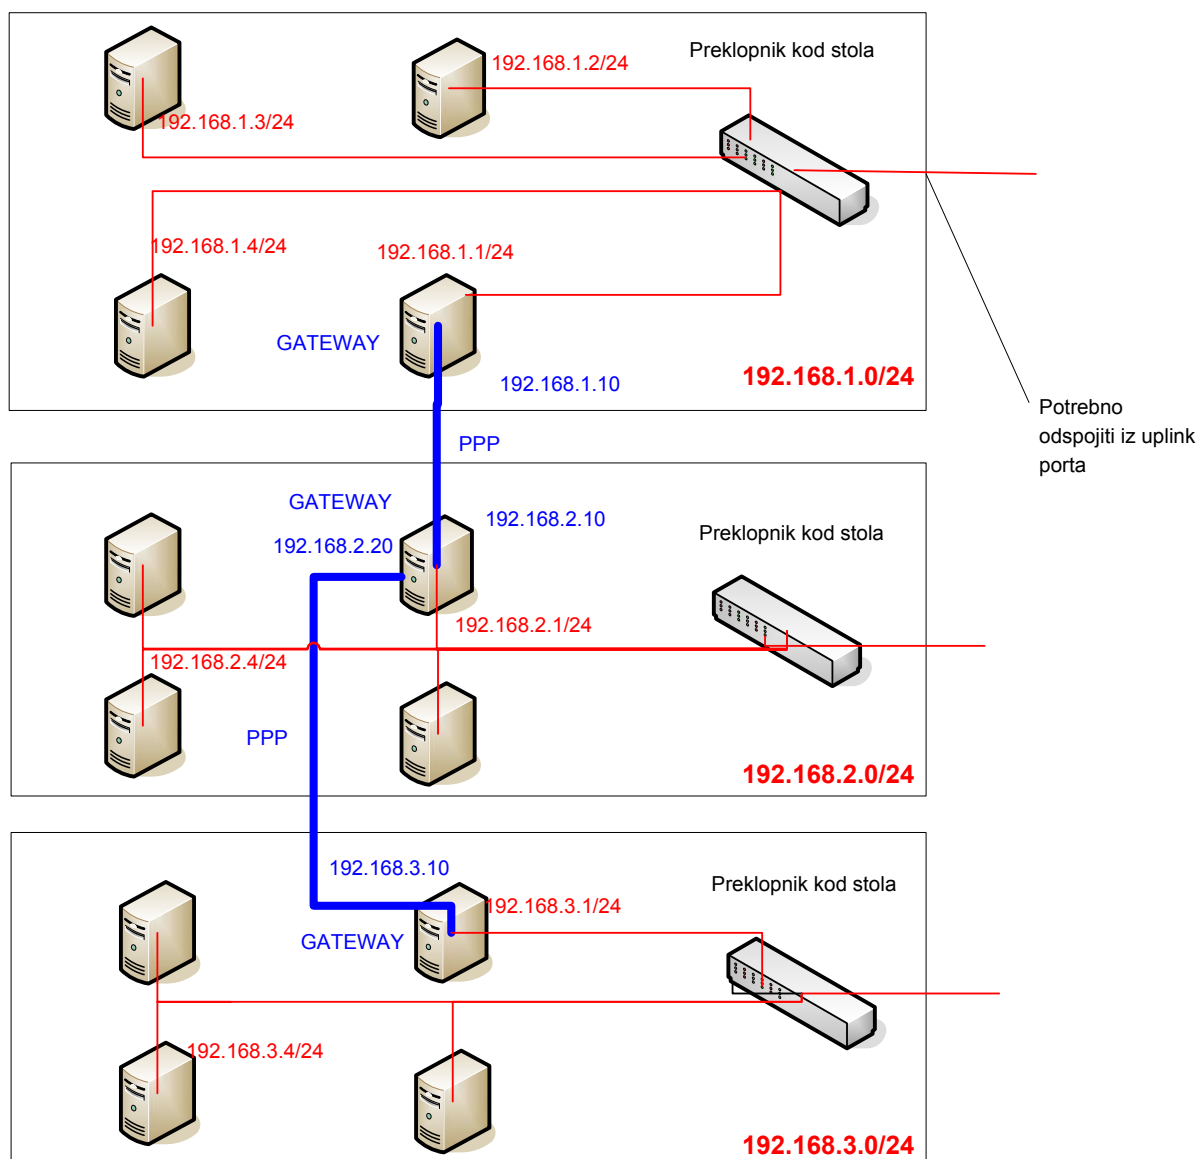 Preklopnik kod stola
192.168.1.2/24
192.168.1.3/24
192.168.1.4/24
192.168.1.1/24
GATEWAY
192.168.1.10
192.168.1.0/24
Potrebno
odspojiti iz uplink
porta
PPP
GATEWAY
192.168.2.10
192.168.2.20
Preklopnik kod stola
192.168.2.1/24
192.168.2.4/24
PPP
192.168.2.0/24
192.168.3.10
Preklopnik kod stola
192.168.3.1/24
GATEWAY
192.168.3.4/24
192.168.3.0/24